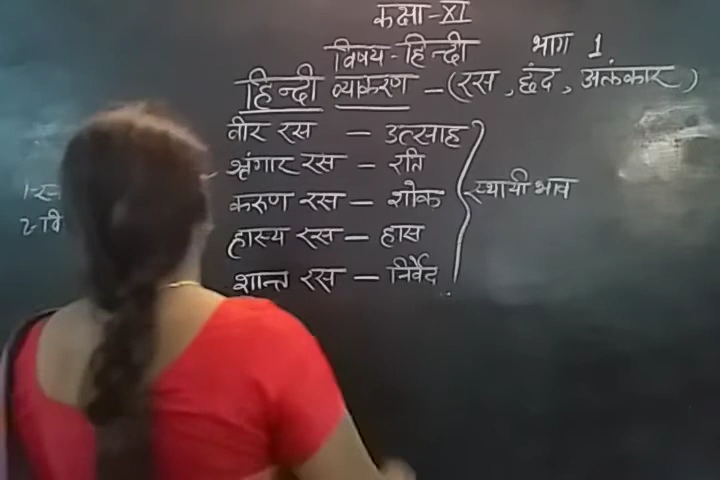 कक्षा-XI
विषय-हिन्दी भाग 1
हिन्दी व्याकरण - (रस, छंद, अलंकार)
वीर रस - उत्साह
श्रृंगार रस - रति
करुण रस - शोक
स्थायी भाव
हास्य रस - हास
शान्त रस - निर्वेद